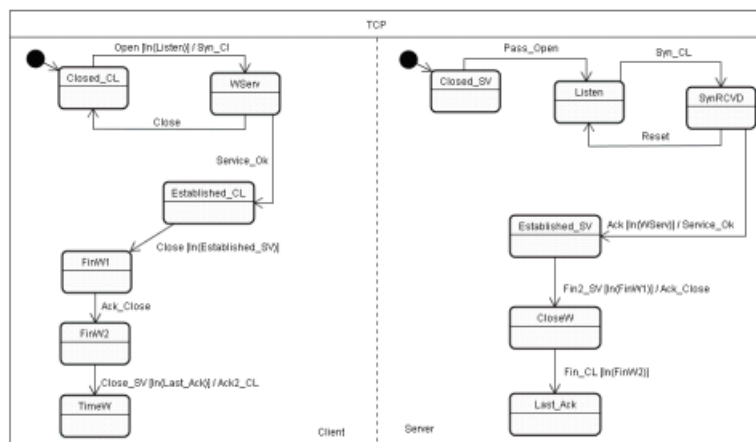 TCP
Open [In(Listen)] / Syn_Cl
Closed_CL
WServ
Close
Service_Ok
Established_CL
Close [In(Established_SV)]
FinW1
Ack_Close
FinW2
Close_SV [In(Last_Ack)] / Ack2_CL
TimeW
Client
Pass_Open
Closed_SV
Listen
Syn_CL
SynRCVD
Reset
Ack [In(WServ)] / Service_Ok
Established_SV
Fin2_SV [In(FinW1)] / Ack_Close
CloseW
Fin_CL [In(FinW2)]
Last_Ack
Server